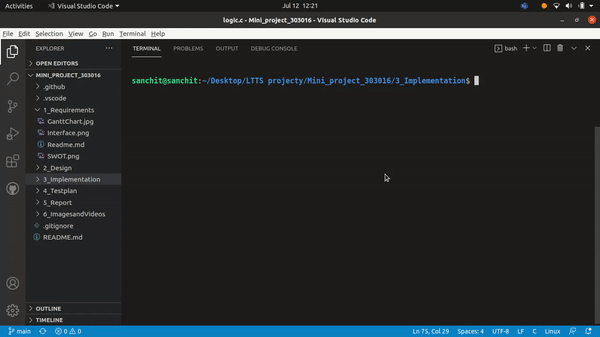 Activities Visual Studio Code Jul 12 12:21
logic.c - Mini_project_303016 - Visual Studio Code
File Edit Selection View Go Run Terminal Help
EXPLORER
TERMINAL PROBLEMS OUTPUT DEBUG CONSOLE
bash
OPEN EDITORS
MINI_PROJECT_303016
.github
.vscode
1_Requirements
GanttChart.jpg
Interface.png
Readme.md
SWOT.png
2_Design
3_Implementation
4_Testplan
5_Report
6_ImagesandVideos
.gitignore
README.md
sanchit@sanchit:~/Desktop/LTTS projecty/Mini_project_303016/3_Implementation$
OUTLINE
TIMELINE
main 0 0 Ln 75, Col 29 Spaces: 4 UTF-8 LF C Linux